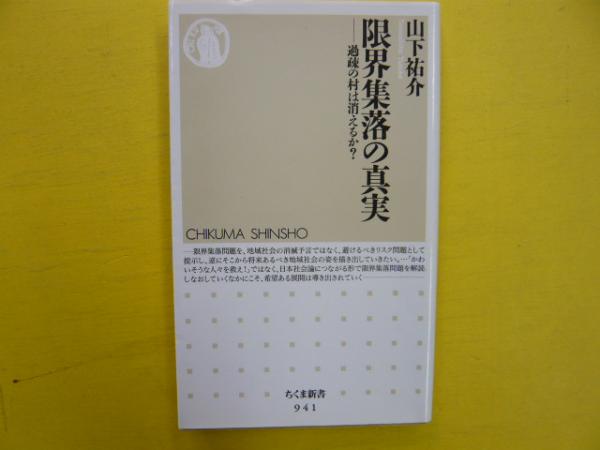 山下祐介
限界集落の真実
――過疎の村は消えるか?
CHIKUMA SHINSHO
―限界集落問題を、地域社会の消滅予言ではなく、避けるべきリスク問題として
提示し、逆にそこから将来あるべき地域社会の姿を描き出していきたい。…「かわ
いそうな人々を救え!」ではなく、日本社会論につながる形で限界集落問題を解読
しなおしていくなかにこそ、希望ある展開は導き出されていく
ちくま新書
941